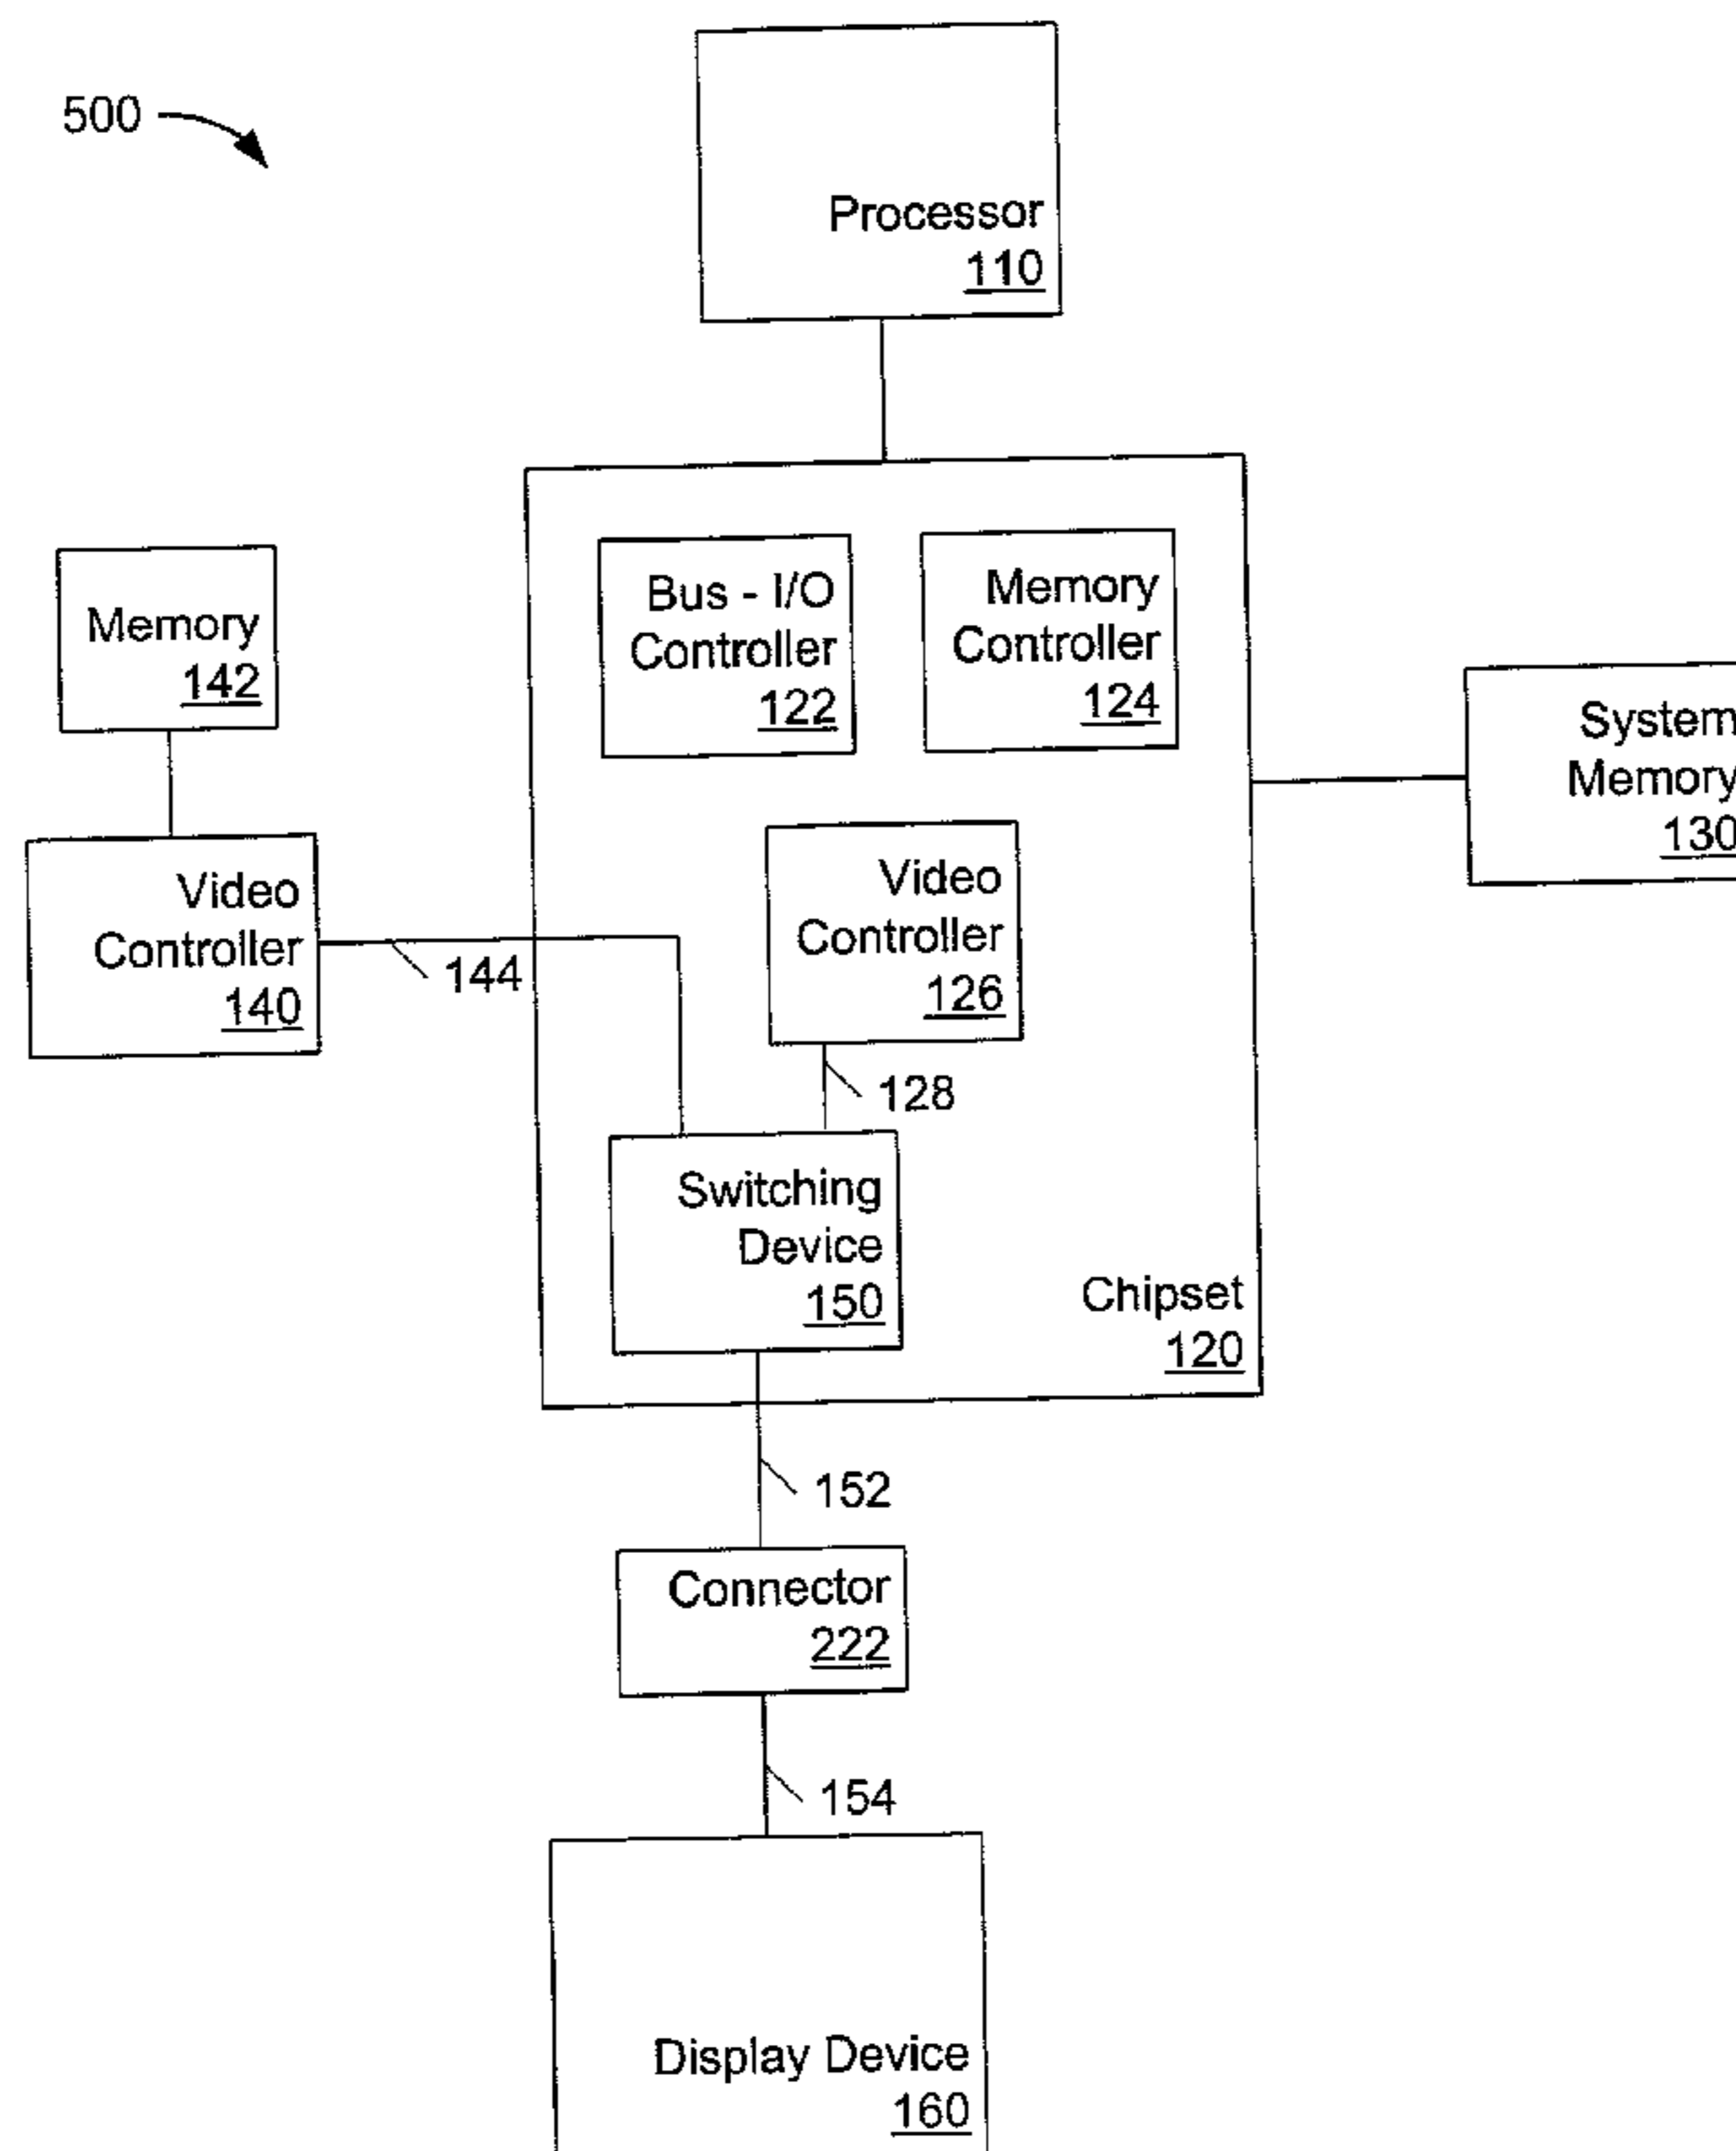 500
Processor
110
Bus - I/O
Controller
122
Memory
Controller
124
Memory
142
System
Memory
130
Video
Controller
140
144
Video
Controller
126
128
Switching
Device
150
Chipset
120
152
Connector
222
154
Display Device
160